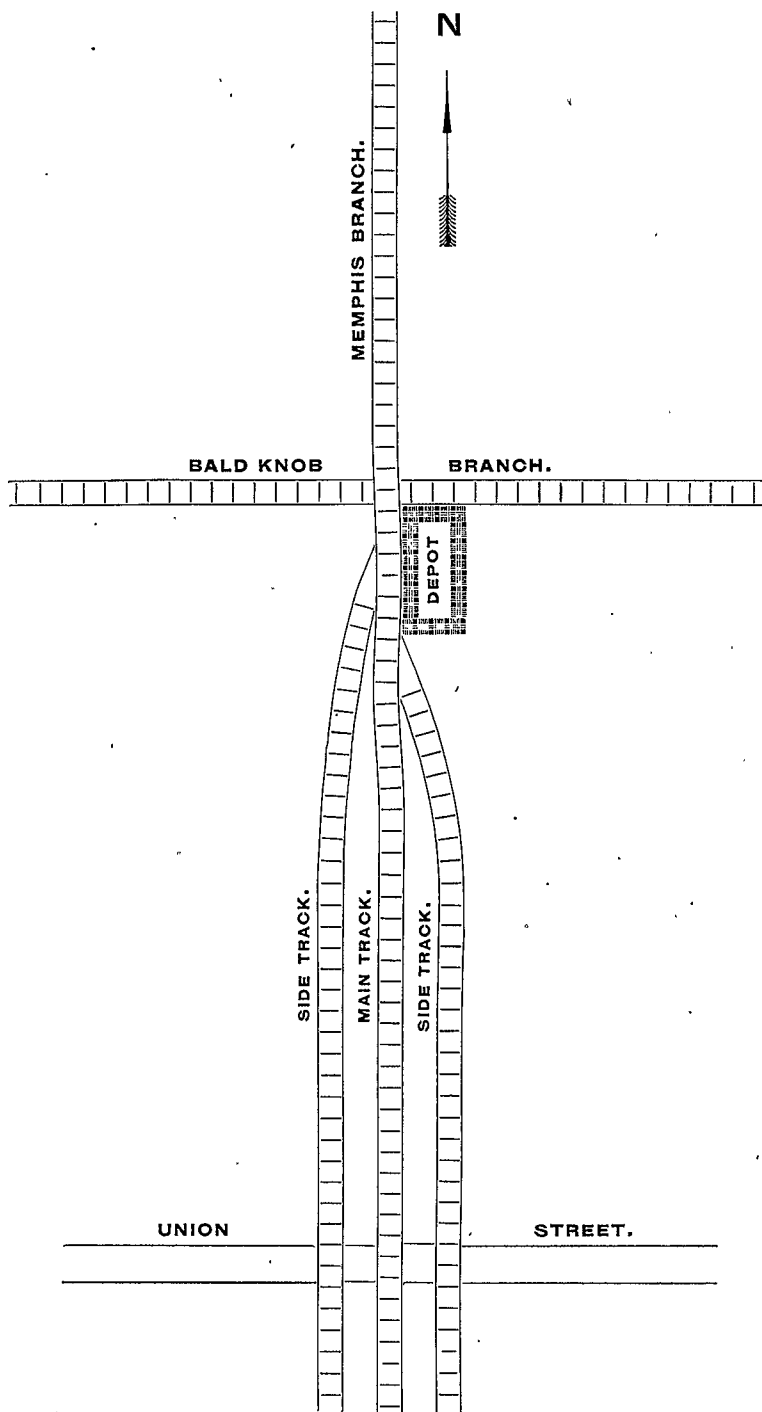 N
MEMPHIS BRANCH.
BALD KNOB BRANCH.
DEPOT
SIDE TRACK.
MAIN TRACK.
SIDE TRACK.
UNION STREET.